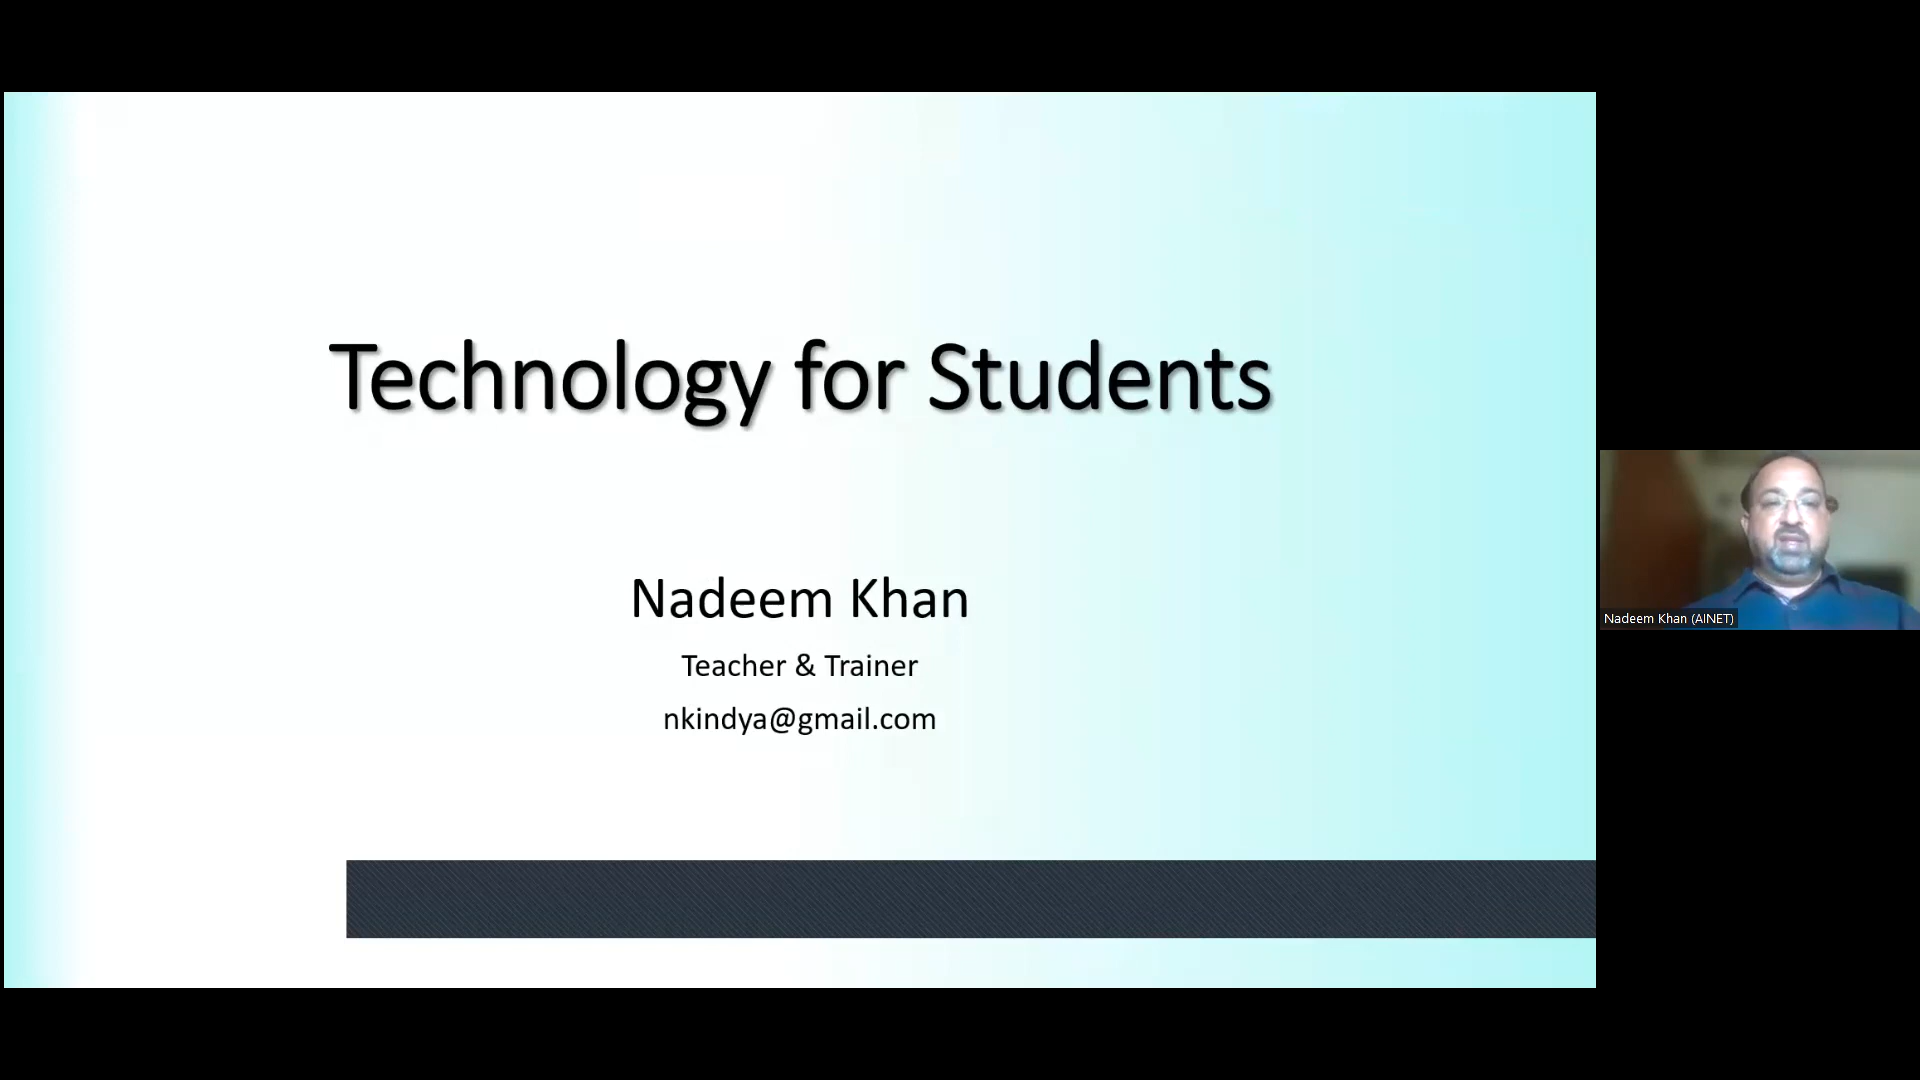 Technology for Students
Nadeem Khan
Teacher & Trainer
nkindya@gmail.com
Nadeem Khan (AINET)